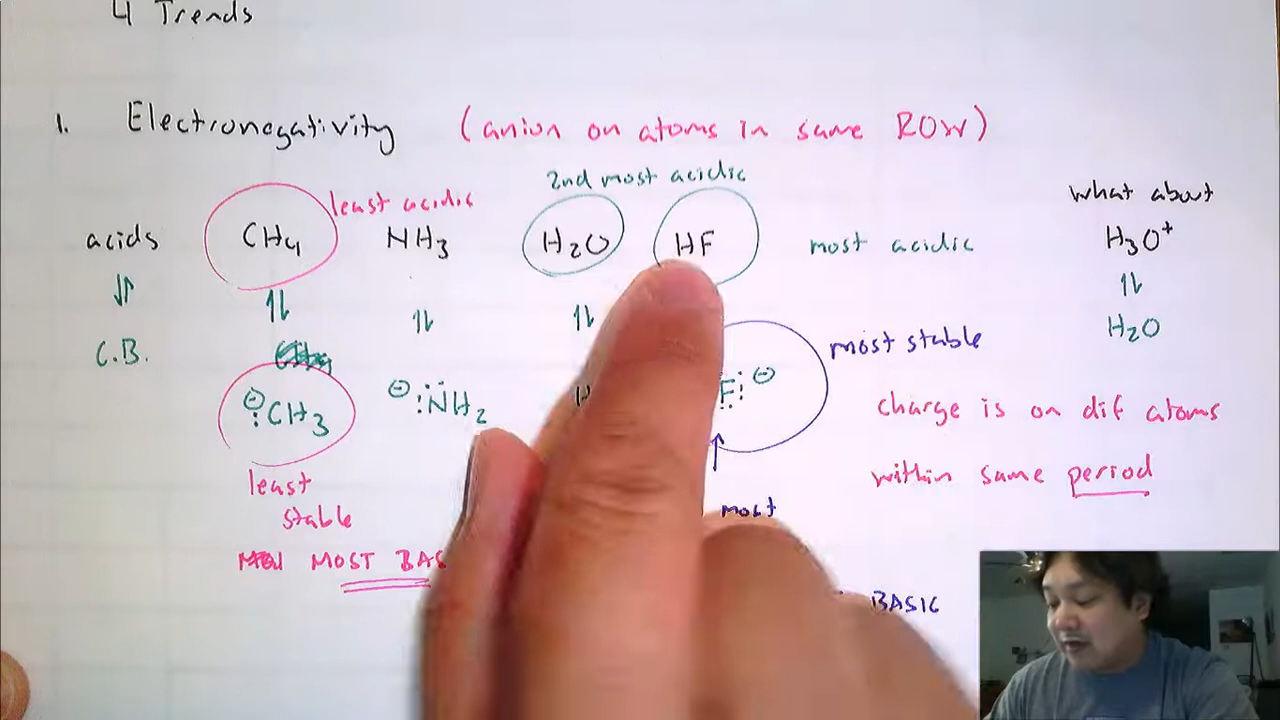 4 Trends
1. Electronegativity (anion on atoms in same ROW)
2nd most acidic
least acidic
what about
acids CH4 NH3 H2O HF most acidic H3O+
⇌ ⇌ ⇌ ⇌ ⇌
C.B. most stable H2O
⊖:CH3 ⊖:N̈H2 H F: ⊖ charge is on dif atoms
least within same period
stable most
MOST BAS
BASIC